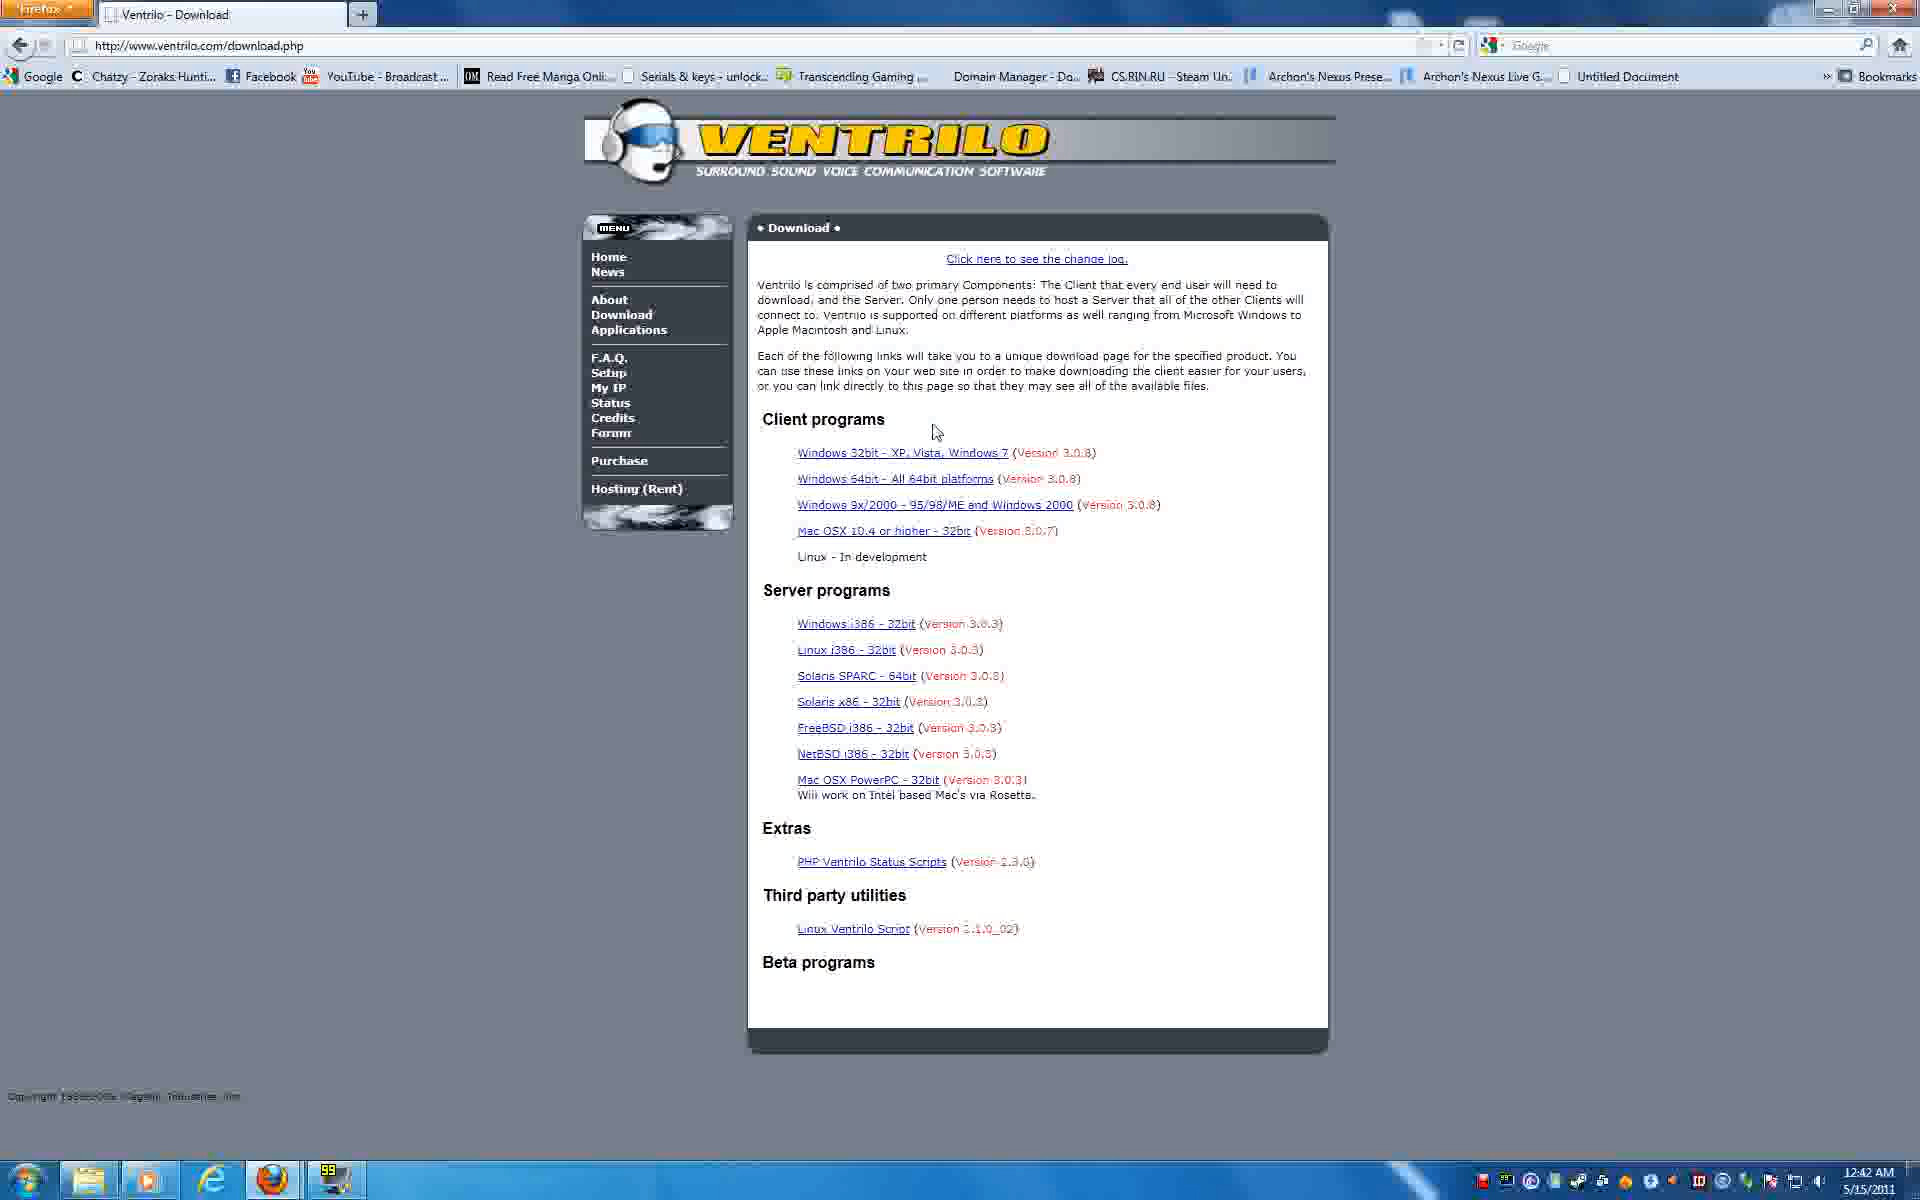 Firefox
Ventrilo - Download
http://www.ventrilo.com/download.php
Google
Google
Chatzy - Zoraks Hunti...
Facebook
YouTube - Broadcast ...
Read Free Manga Onli...
Serials & keys - unlock...
Transcending Gaming ...
Domain Manager - Do...
CS.RIN.RU - Steam Un...
Archon's Nexus Prese...
Archon's Nexus Live G...
Untitled Document
Bookmarks
VENTRILO
SURROUND SOUND VOICE COMMUNICATION SOFTWARE
MENU
Home
News
About
Download
Applications
F.A.Q.
Setup
My IP
Status
Credits
Forum
Purchase
Hosting (Rent)
• Download •
Click here to see the change log.
Ventrilo is comprised of two primary Components: The Client that every end user will need to
download, and the Server. Only one person needs to host a Server that all of the other Clients will
connect to. Ventrilo is supported on different platforms as well ranging from Microsoft Windows to
Apple Macintosh and Linux.
Each of the following links will take you to a unique download page for the specified product. You
can use these links on your web site in order to make downloading the client easier for your users,
or you can link directly to this page so that they may see all of the available files.
Client programs
Windows 32bit - XP, Vista, Windows 7 (Version 3.0.8)
Windows 64bit - All 64bit platforms (Version 3.0.8)
Windows 9x/2000 - 95/98/ME and Windows 2000 (Version 3.0.8)
Mac OSX 10.4 or higher - 32bit (Version 3.0.7)
Linux - In development
Server programs
Windows i386 - 32bit (Version 3.0.3)
Linux i386 - 32bit (Version 3.0.3)
Solaris SPARC - 64bit (Version 3.0.3)
Solaris x86 - 32bit (Version 3.0.3)
FreeBSD i386 - 32bit (Version 3.0.3)
NetBSD i386 - 32bit (Version 3.0.3)
Mac OSX PowerPC - 32bit (Version 3.0.3)
Will work on Intel based Mac's via Rosetta.
Extras
PHP Ventrilo Status Scripts (Version 2.3.0)
Third party utilities
Linux Ventrilo Script (Version 2.1.0_02)
Beta programs
Copyright Industries, Inc.
99
12:42 AM
5/15/2011